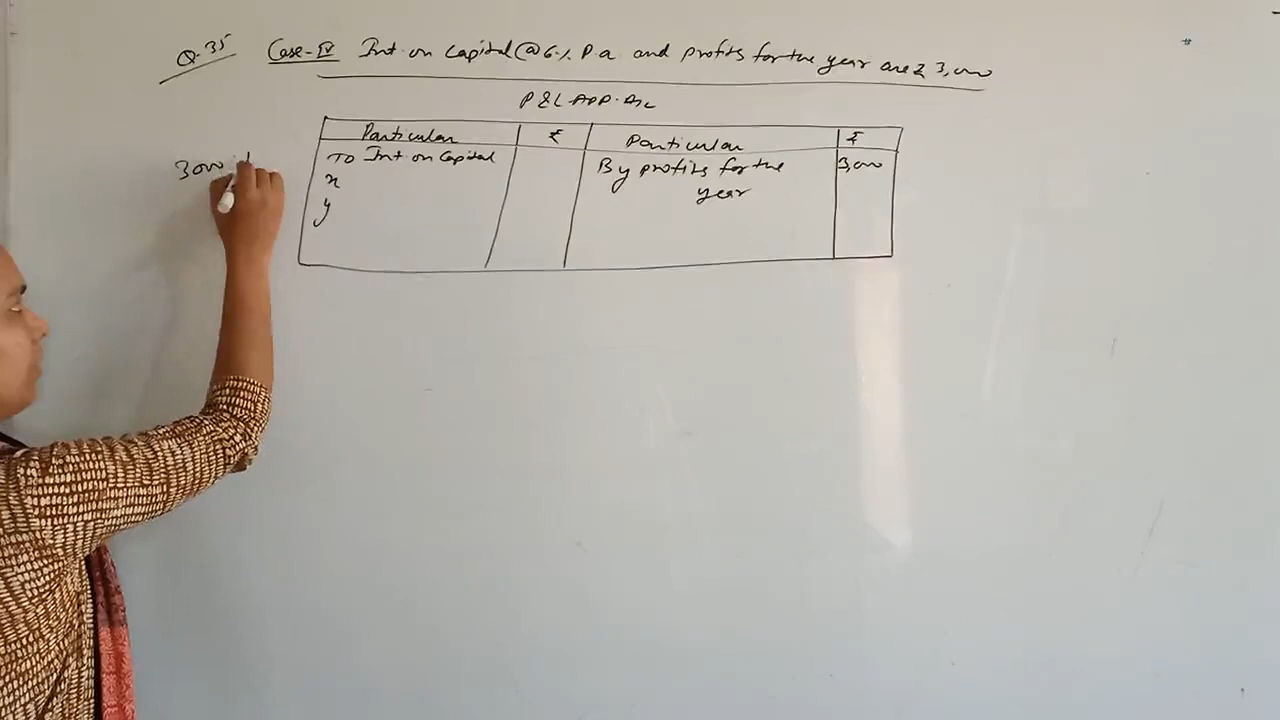 Q.35 Case-IV Int. on Capital @ 6% P a and profits for the year are ₹ 3,000
P & L APP. A/c
Particular ₹ Particular ₹
To Int on Capital By profits for the 3,000
x year
y
3000